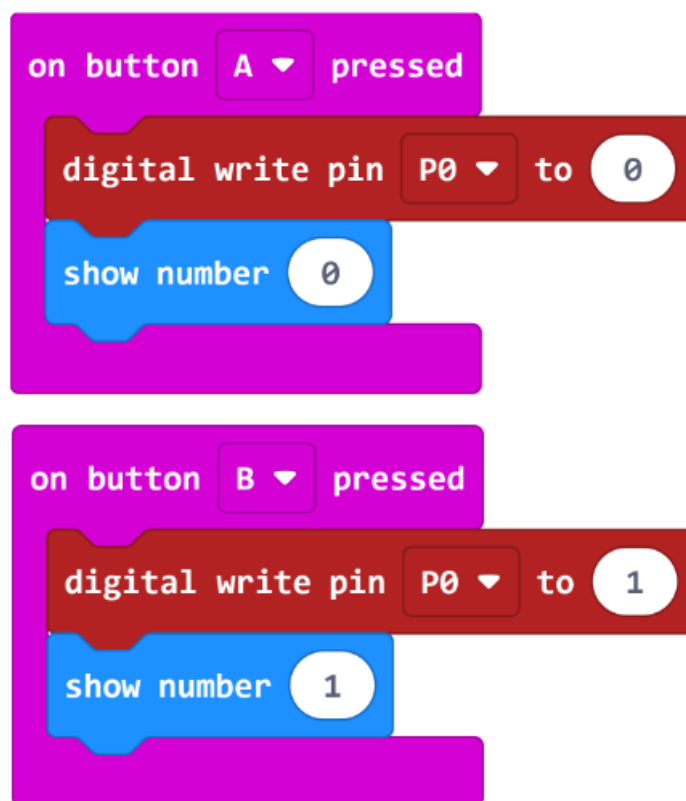 on button A pressed
digital write pin P0 to 0
show number 0
on button B pressed
digital write pin P0 to 1
show number 1